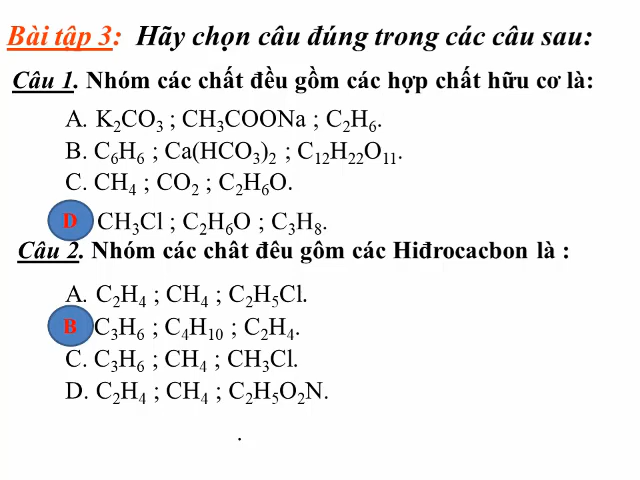 Bài tập 3: Hãy chọn câu đúng trong các câu sau:
Câu 1. Nhóm các chất đều gồm các hợp chất hữu cơ là:
A. K₂CO₃ ; CH₃COONa ; C₂H₆.
B. C₆H₆ ; Ca(HCO₃)₂ ; C₁₂H₂₂O₁₁.
C. CH₄ ; CO₂ ; C₂H₆O.
D CH₃Cl ; C₂H₆O ; C₃H₈.
Câu 2. Nhóm các chât đêu gôm các Hiđrocacbon là :
A. C₂H₄ ; CH₄ ; C₂H₅Cl.
B C₃H₆ ; C₄H₁₀ ; C₂H₄.
C. C₃H₆ ; CH₄ ; CH₃Cl.
D. C₂H₄ ; CH₄ ; C₂H₅O₂N.
.